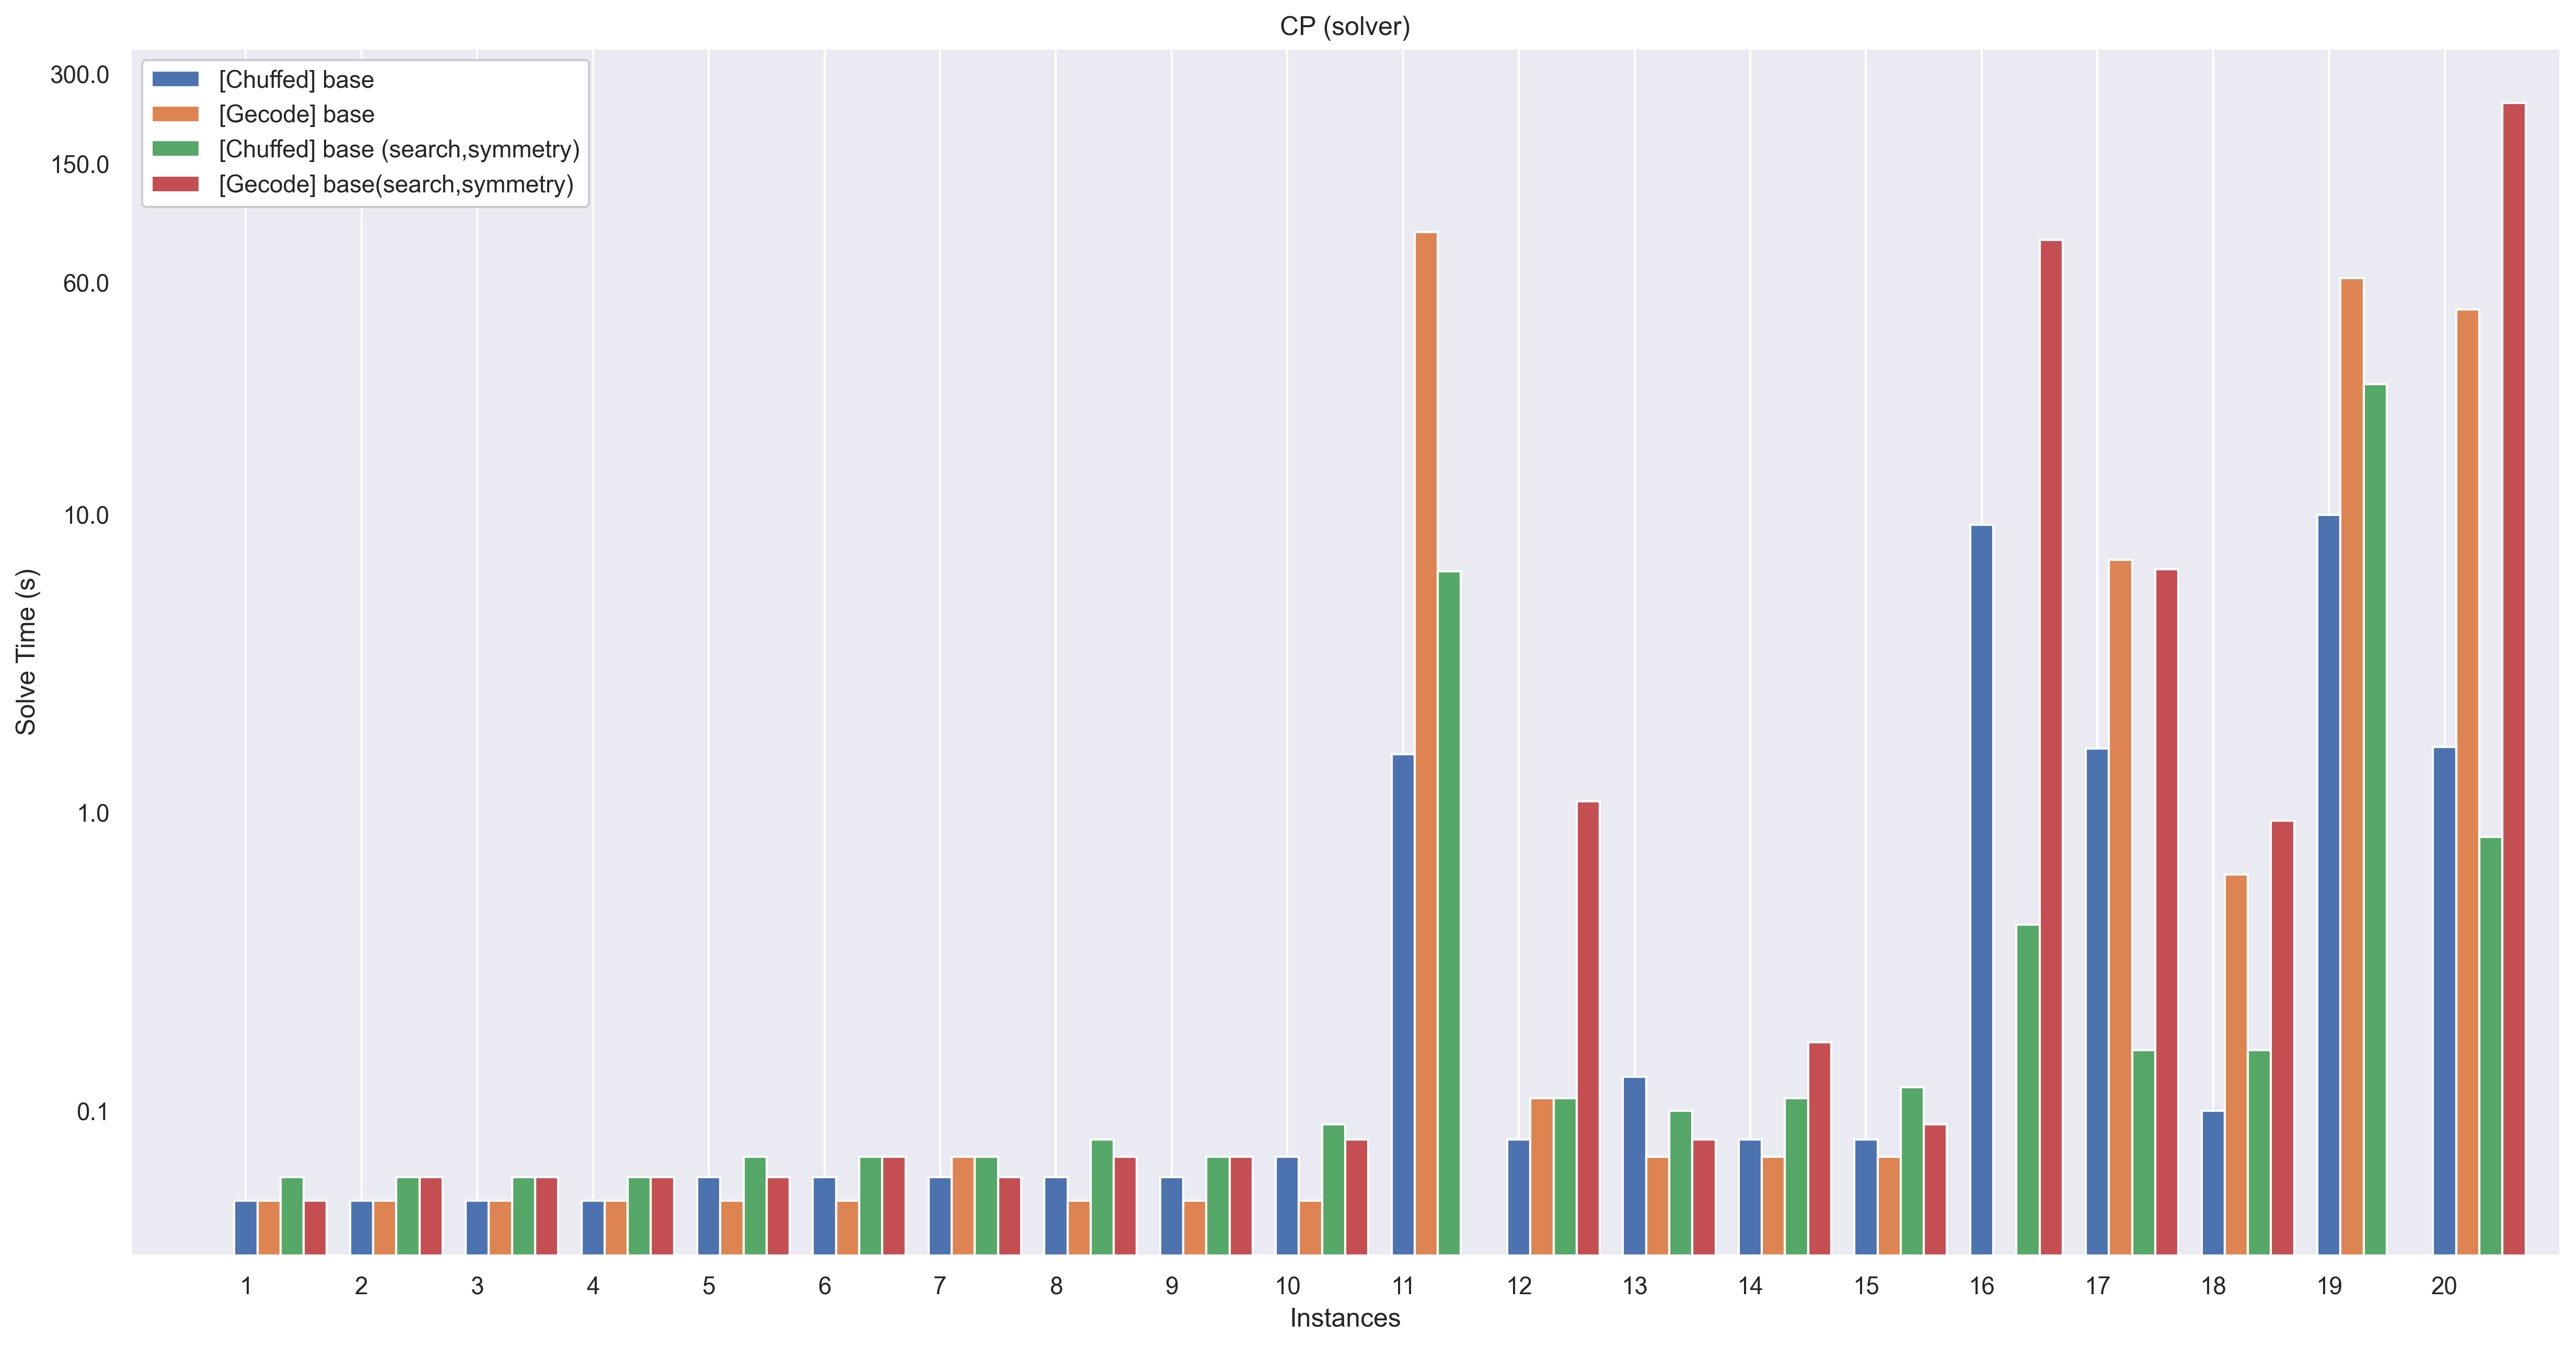 CP (solver)
300.0
150.0
60.0
10.0
1.0
0.1
Solve Time (s)
[Chuffed] base
[Gecode] base
[Chuffed] base (search,symmetry)
[Gecode] base(search,symmetry)
1 2 3 4 5 6 7 8 9 10 11 12 13 14 15 16 17 18 19 20
Instances